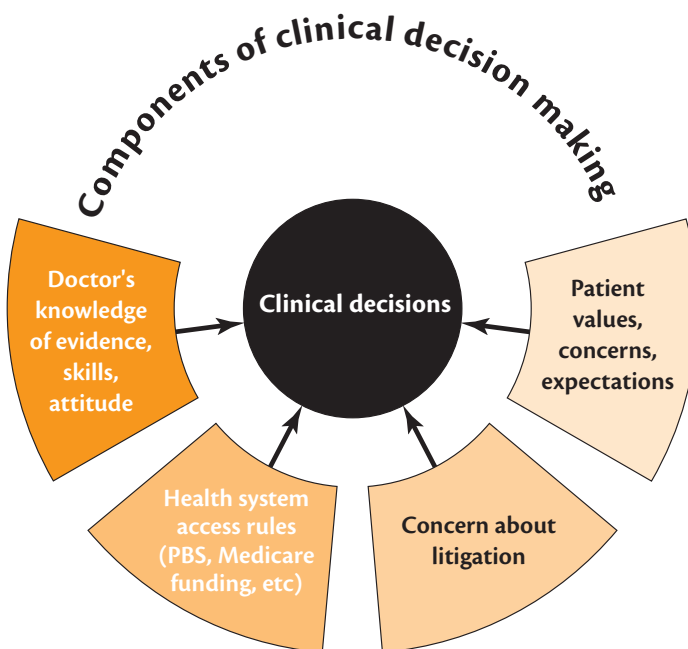 Components of clinical decision making
Doctor's
knowledge
of evidence,
skills,
attitude
Clinical decisions
Patient
values,
concerns,
expectations
Health system
access rules
(PBS, Medicare
funding, etc)
Concern about
litigation